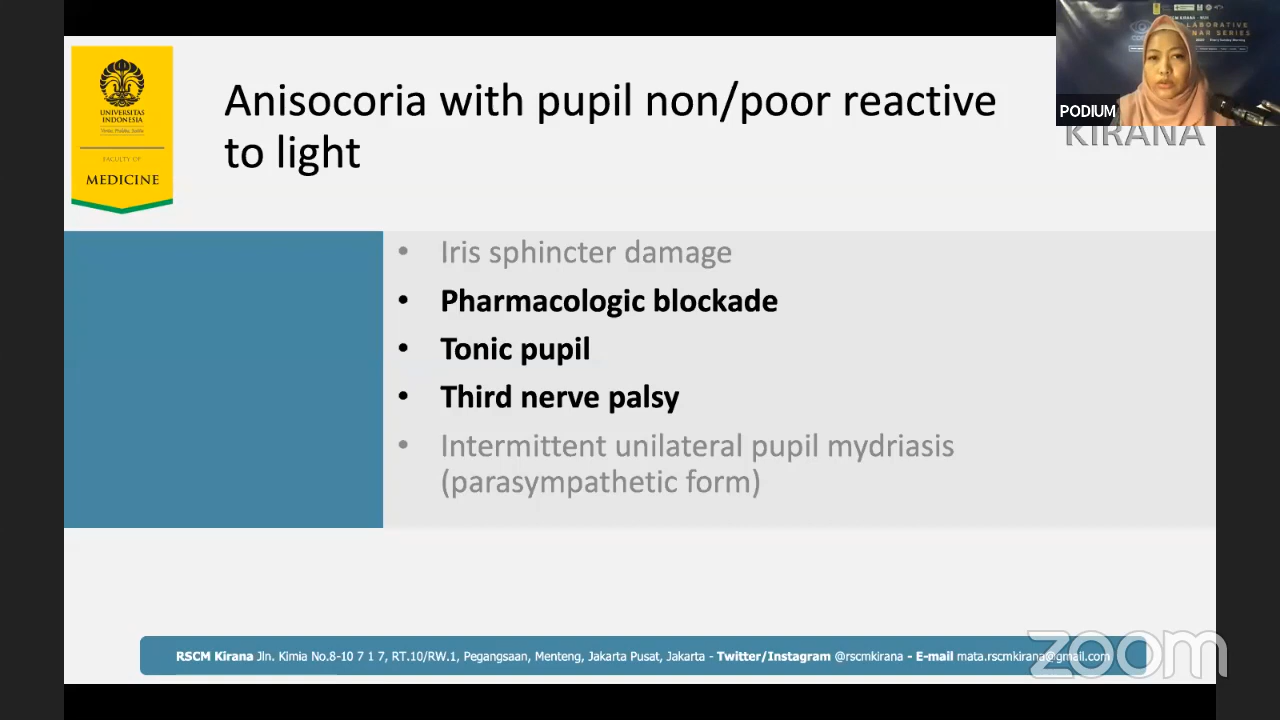 UNIVERSITAS
INDONESIA
FACULTY OF
MEDICINE
Anisocoria with pupil non/poor reactive
to light
PODIUM
KIRANA
• Iris sphincter damage
• Pharmacologic blockade
• Tonic pupil
• Third nerve palsy
• Intermittent unilateral pupil mydriasis
(parasympathetic form)
RSCM Kirana Jln. Kimia No.8-10 7 1 7, RT.10/RW.1, Pegangsaan, Menteng, Jakarta Pusat, Jakarta - Twitter/Instagram @rscmkirana - E-mail mata.rscmkirana@gmail.com
zoom